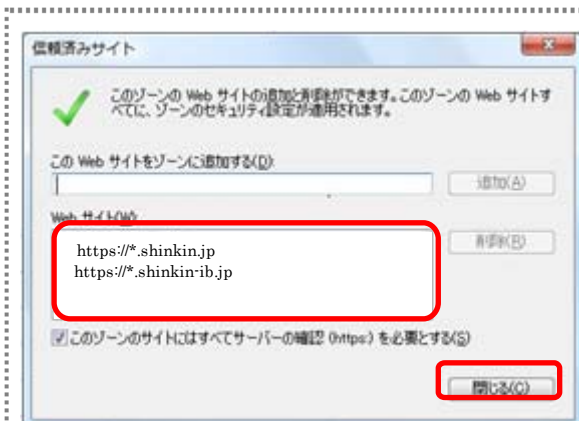 信頼済みサイト
このゾーンの Web サイトの追加と削除ができます。このゾーンの Web サイトす
べてに、ゾーンのセキュリティ設定が適用されます。
この Web サイトをゾーンに追加する(D):
追加(A)
Web サイト(W):
https://*.shinkin.jp
https://*.shinkin-ib.jp
削除(R)
このゾーンのサイトにはすべてサーバーの確認 (https:) を必要とする(S)
閉じる(C)